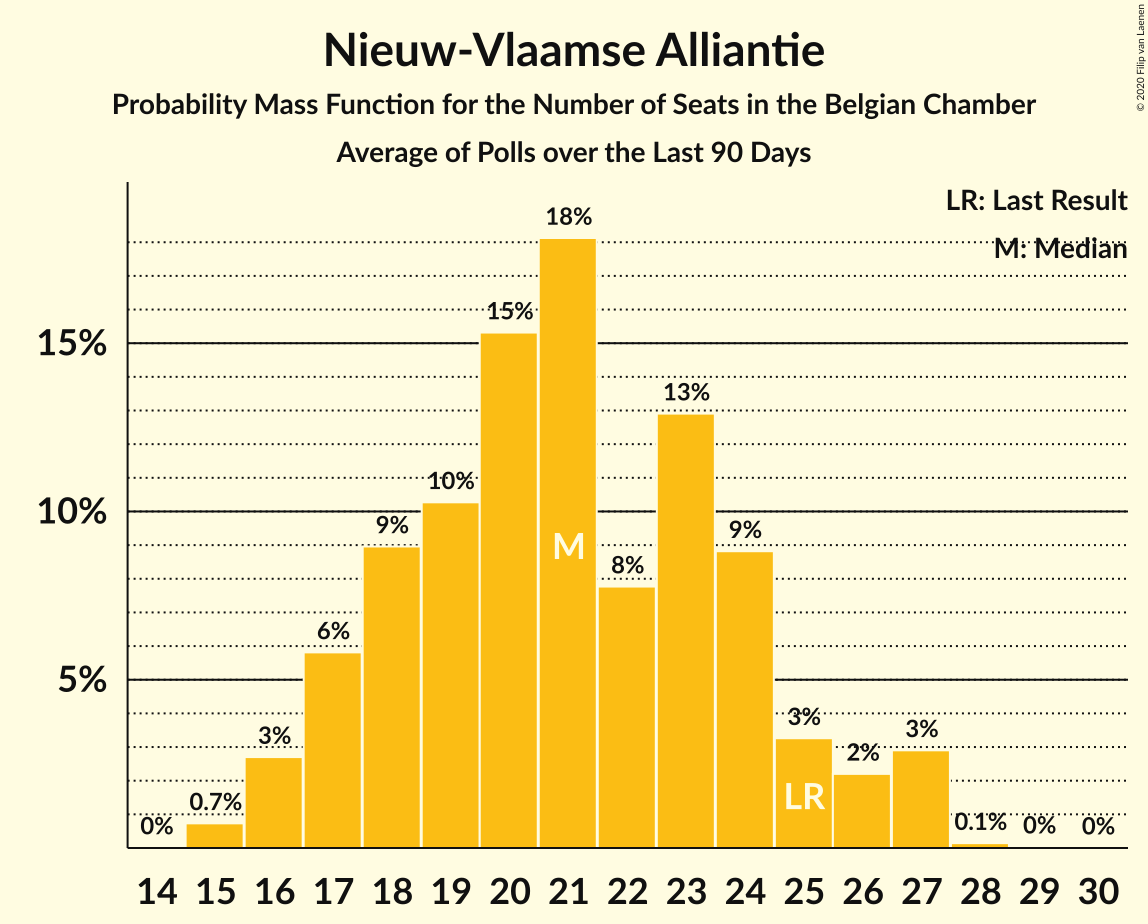 Nieuw-Vlaamse Alliantie
Probability Mass Function for the Number of Seats in the Belgian Chamber
Average of Polls over the Last 90 Days
© 2020 Filip van Laenen
LR: Last Result
M: Median
15%
10%
5%
0%
0.7%
3%
6%
9%
10%
15%
18%
8%
13%
9%
3%
2%
3%
0.1%
0%
0%
M
LR
14 15 16 17 18 19 20 21 22 23 24 25 26 27 28 29 30